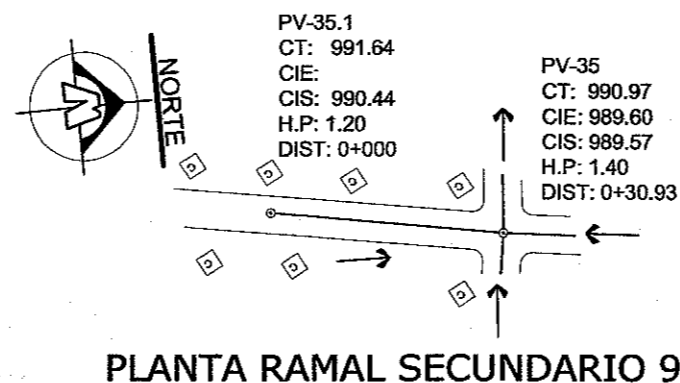 PV-35.1
CT: 991.64
CIE:
CIS: 990.44
H.P: 1.20
DIST: 0+000
PV-35
CT: 990.97
CIE: 989.60
CIS: 989.57
H.P: 1.40
DIST: 0+30.93
NORTE
N
C
C
C
C
C
C
C
PLANTA RAMAL SECUNDARIO 9